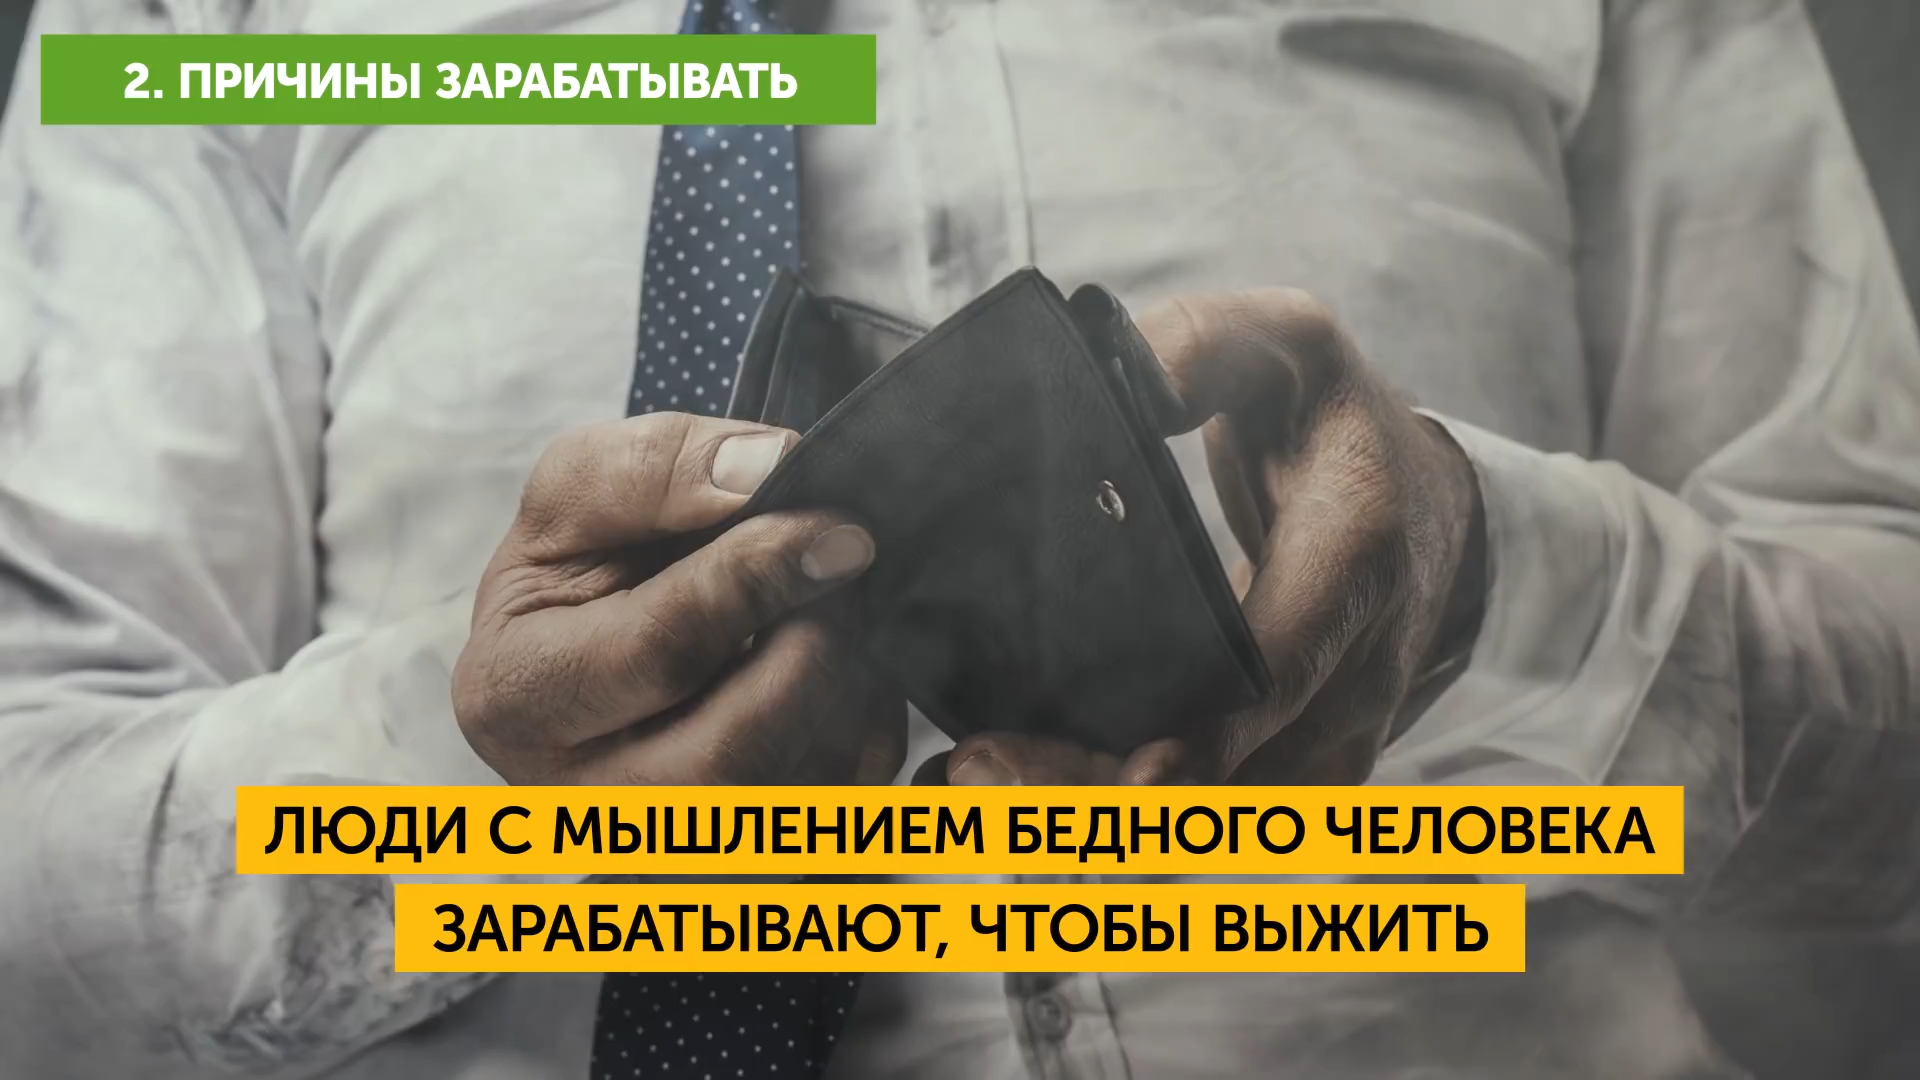 2. ПРИЧИНЫ ЗАРАБАТЫВАТЬ
ЛЮДИ С МЫШЛЕНИЕМ БЕДНОГО ЧЕЛОВЕКА
ЗАРАБАТЫВАЮТ, ЧТОБЫ ВЫЖИТЬ